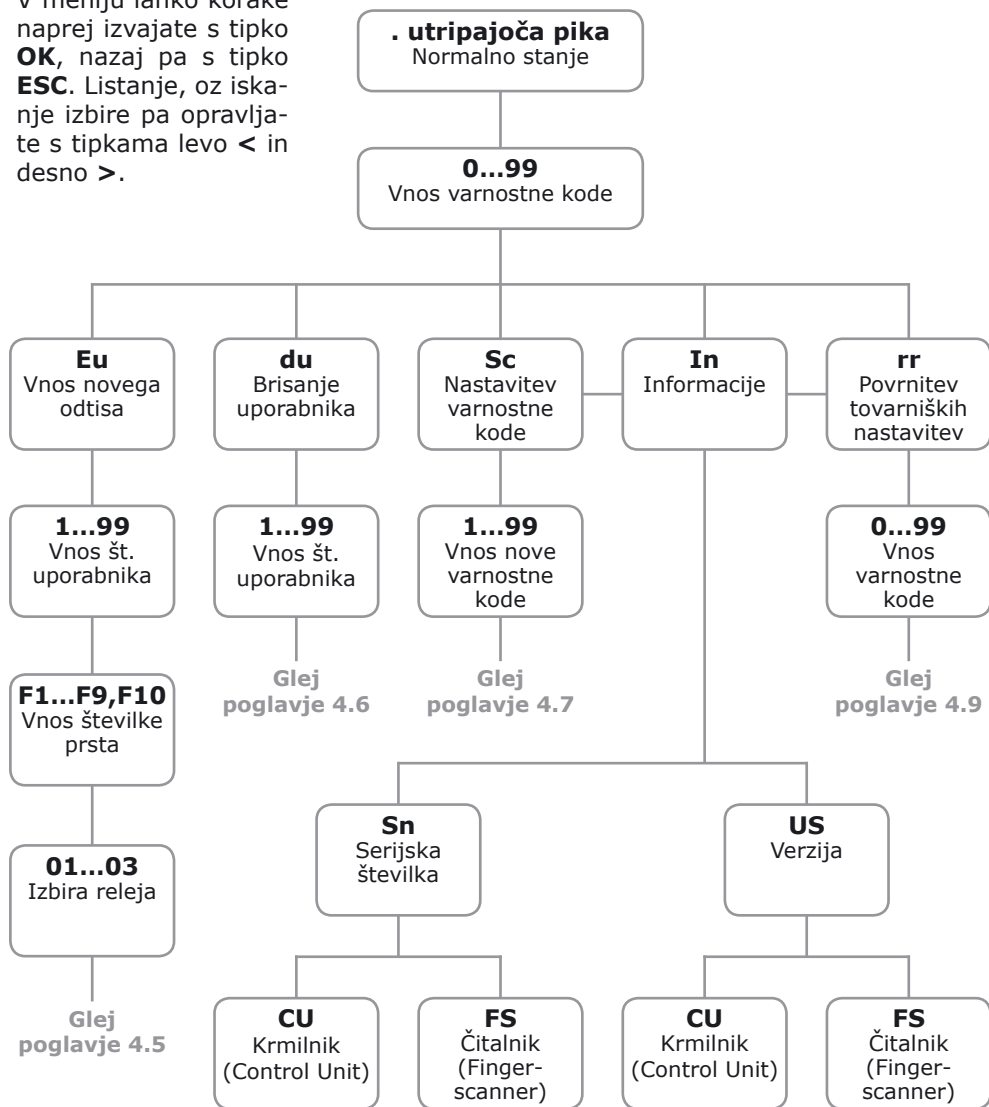 V meniju lahko korake
naprej izvajate s tipko
OK, nazaj pa s tipko
ESC. Listanje, oz iska-
nje izbire pa opravlja-
te s tipkama levo < in
desno >.
. utripajoča pika
Normalno stanje
0...99
Vnos varnostne kode
Eu
Vnos novega
odtisa
du
Brisanje
uporabnika
Sc
Nastavitev
varnostne
kode
In
Informacije
rr
Povrnitev
tovarniških
nastavitev
1...99
Vnos št.
uporabnika
1...99
Vnos št.
uporabnika
1...99
Vnos nove
varnostne
kode
0...99
Vnos
varnostne
kode
Glej
poglavje 4.6
Glej
poglavje 4.7
Glej
poglavje 4.9
F1...F9,F10
Vnos številke
prsta
01...03
Izbira releja
Glej
poglavje 4.5
Sn
Serijska
številka
US
Verzija
CU
Krmilnik
(Control Unit)
FS
Čitalnik
(Finger-
scanner)
CU
Krmilnik
(Control Unit)
FS
Čitalnik
(Finger-
scanner)